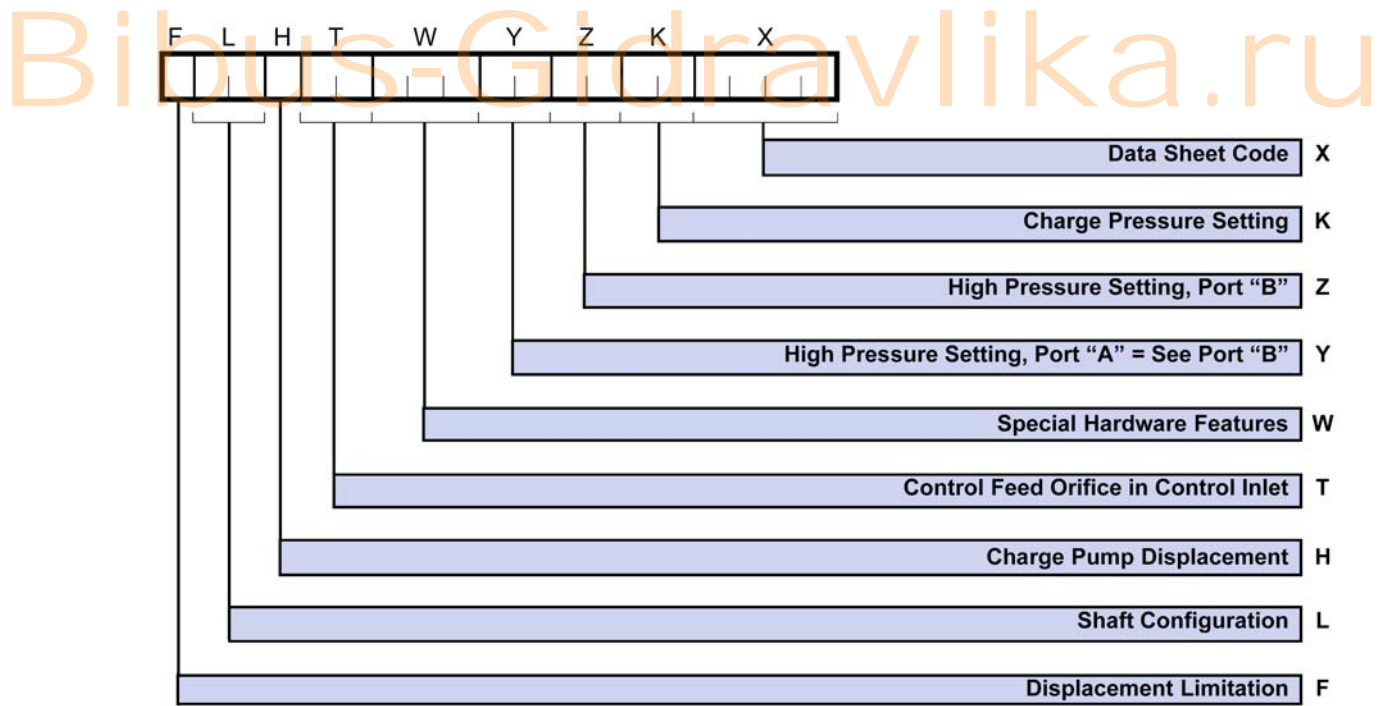 Bibus-Gidravlika.ru
F L H T W Y Z K X
Data Sheet Code X
Charge Pressure Setting K
High Pressure Setting, Port “B” Z
High Pressure Setting, Port “A” = See Port “B” Y
Special Hardware Features W
Control Feed Orifice in Control Inlet T
Charge Pump Displacement H
Shaft Configuration L
Displacement Limitation F